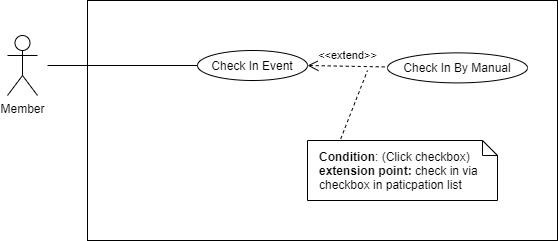 <<extend>>
Check In Event
Check In By Manual
Member
Condition: (Click checkbox)
extension point: check in via
checkbox in paticpation list